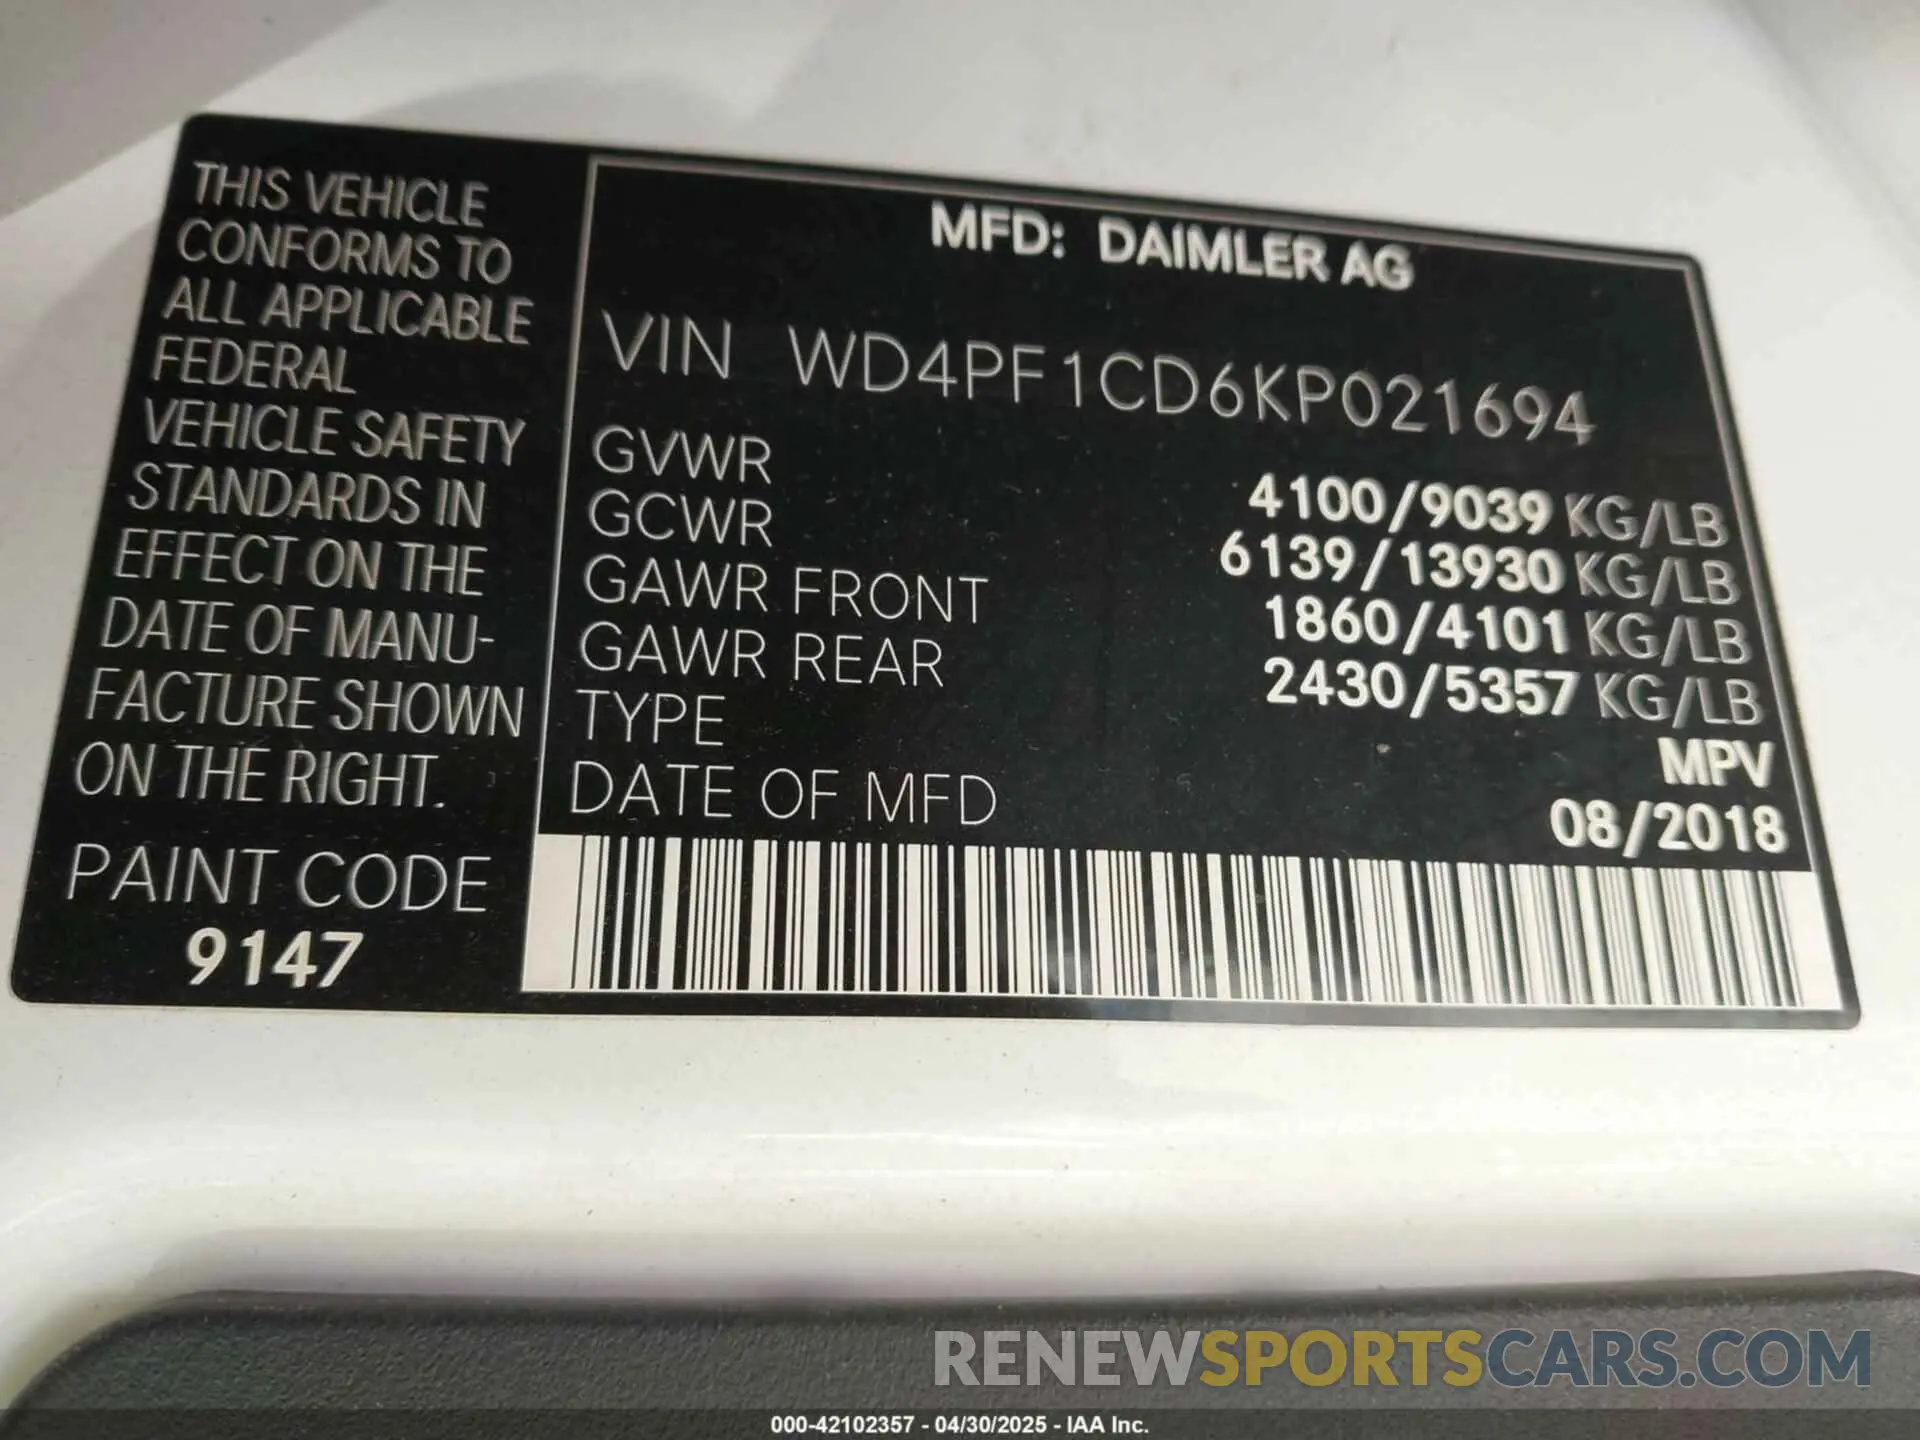 THIS VEHICLE
CONFORMS TO
ALL APPLICABLE
FEDERAL
VEHICLE SAFETY
STANDARDS IN
EFFECT ON THE
DATE OF MANU-
FACTURE SHOWN
ON THE RIGHT.
PAINT CODE
9147
MFD: DAIMLER AG
VIN WD4PF1CD6KP021694
GVWR 4100/9039 KG/LB
GCWR 6139/13930 KG/LB
GAWR FRONT 1860/4101 KG/LB
GAWR REAR 2430/5357 KG/LB
TYPE MPV
DATE OF MFD 08/2018
RENEWSPORTSCARS.COM
000-42102357 - 04/30/2025 - IAA Inc.